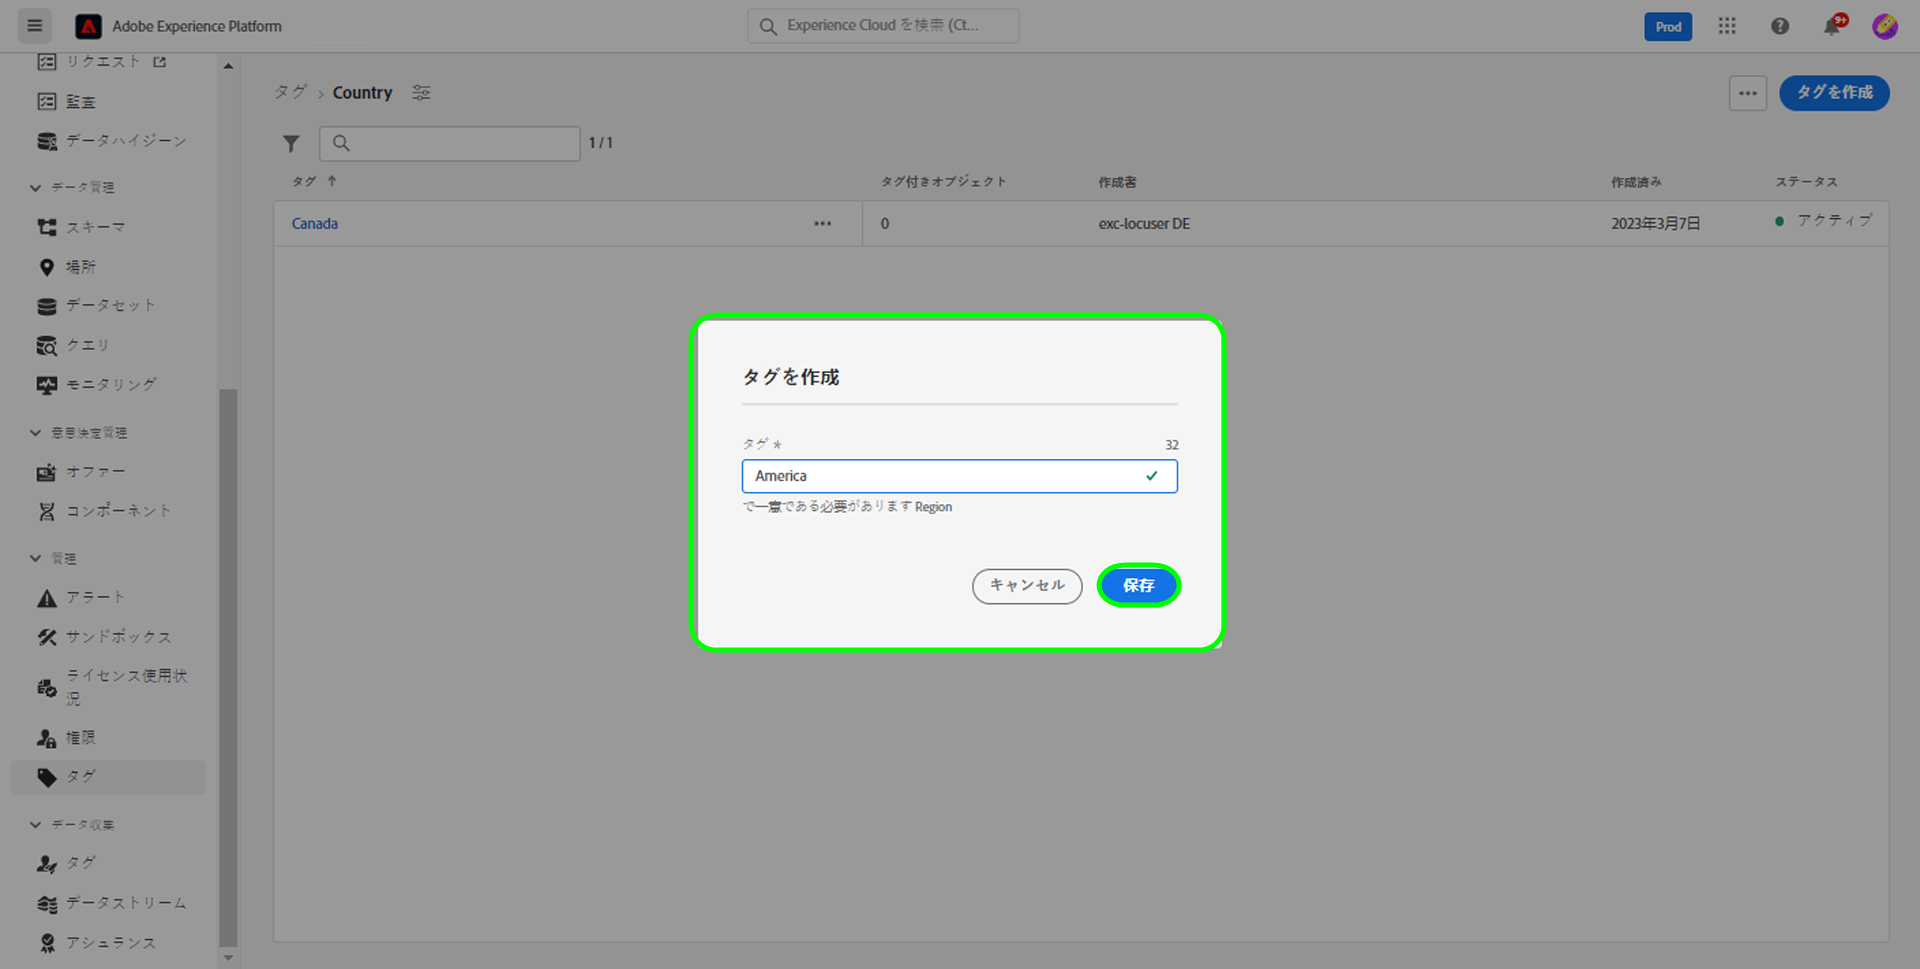 Adobe Experience Platform
Experience Cloud を検索 (Ct...
Prod
9+
リクエスト
監査
データハイジーン
データ管理
スキーマ
場所
データセット
クエリ
モニタリング
意思決定管理
オファー
コンポーネント
管理
アラート
サンドボックス
ライセンス使用状
況
権限
タグ
データ収集
タグ
データストリーム
アシュランス
タグ > Country
タグを作成
1 / 1
タグ ↑ タグ付きオブジェクト 作成者 作成済み ステータス
Canada ••• 0 exc-locuser DE 2023年3月7日 アクティブ
タグを作成
タグ * 32
America
で一意である必要があります Region
キャンセル 保存